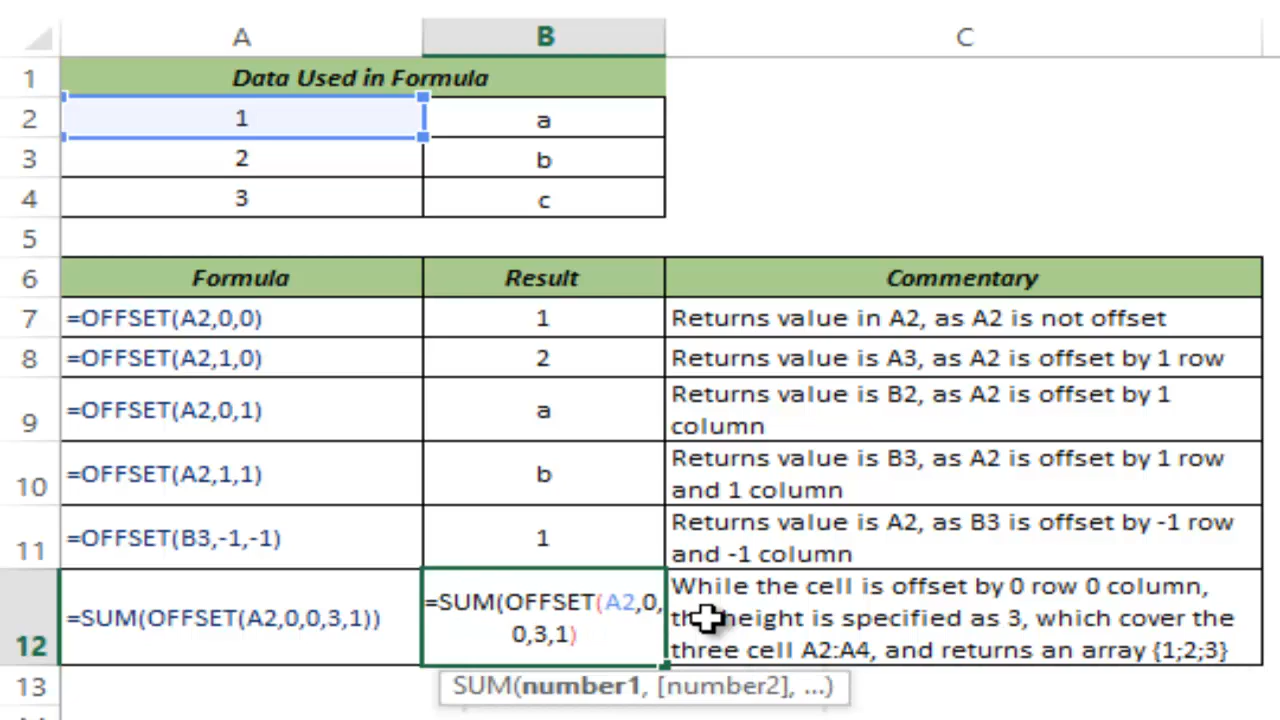 A B C
1 Data Used in Formula
2 1 a
3 2 b
4 3 c
5
6 Formula Result Commentary
7 =OFFSET(A2,0,0) 1 Returns value in A2, as A2 is not offset
8 =OFFSET(A2,1,0) 2 Returns value is A3, as A2 is offset by 1 row
9 =OFFSET(A2,0,1) a Returns value is B2, as A2 is offset by 1
column
10 =OFFSET(A2,1,1) b Returns value is B3, as A2 is offset by 1 row
and 1 column
11 =OFFSET(B3,-1,-1) 1 Returns value is A2, as B3 is offset by -1 row
and -1 column
12 =SUM(OFFSET(A2,0,0,3,1)) =SUM(OFFSET(A2,0,
0,3,1)
While the cell is offset by 0 row 0 column,
height is specified as 3, which cover the
three cell A2:A4, and returns an array {1;2;3}
13 SUM(number1, [number2], ...)